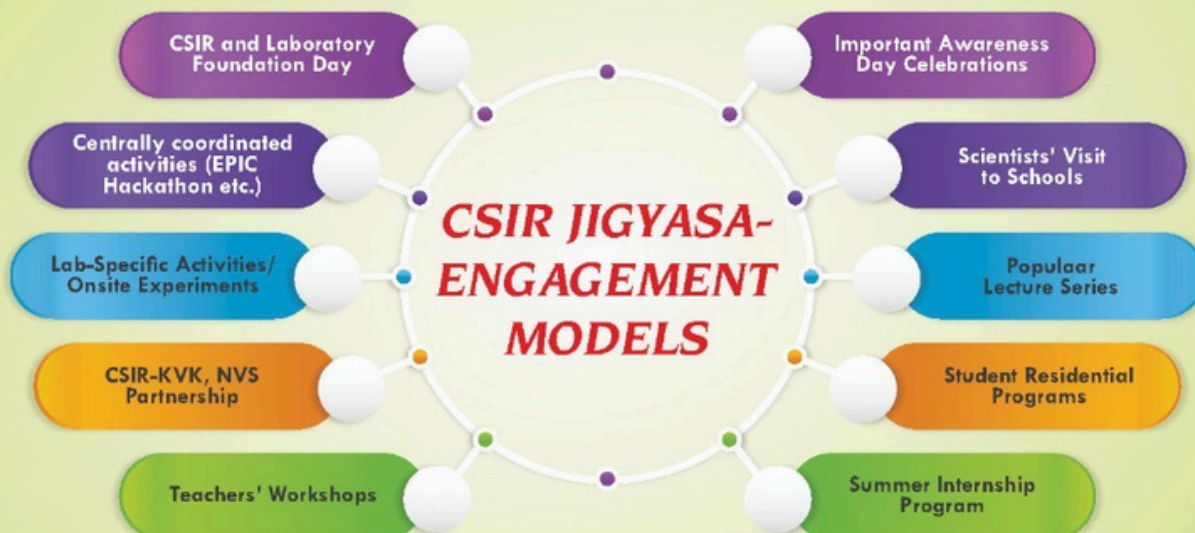 CSIR and Laboratory
Foundation Day
Centrally coordinated
activities (EPIC
Hackathon etc.)
Lab-Specific Activities/
Onsite Experiments
CSIR-KVK, NVS
Partnership
Teachers' Workshops
CSIR JIGYASA-
ENGAGEMENT
MODELS
Important Awareness
Day Celebrations
Scientists' Visit
to Schools
Populaar
Lecture Series
Student Residential
Programs
Summer Internship
Program